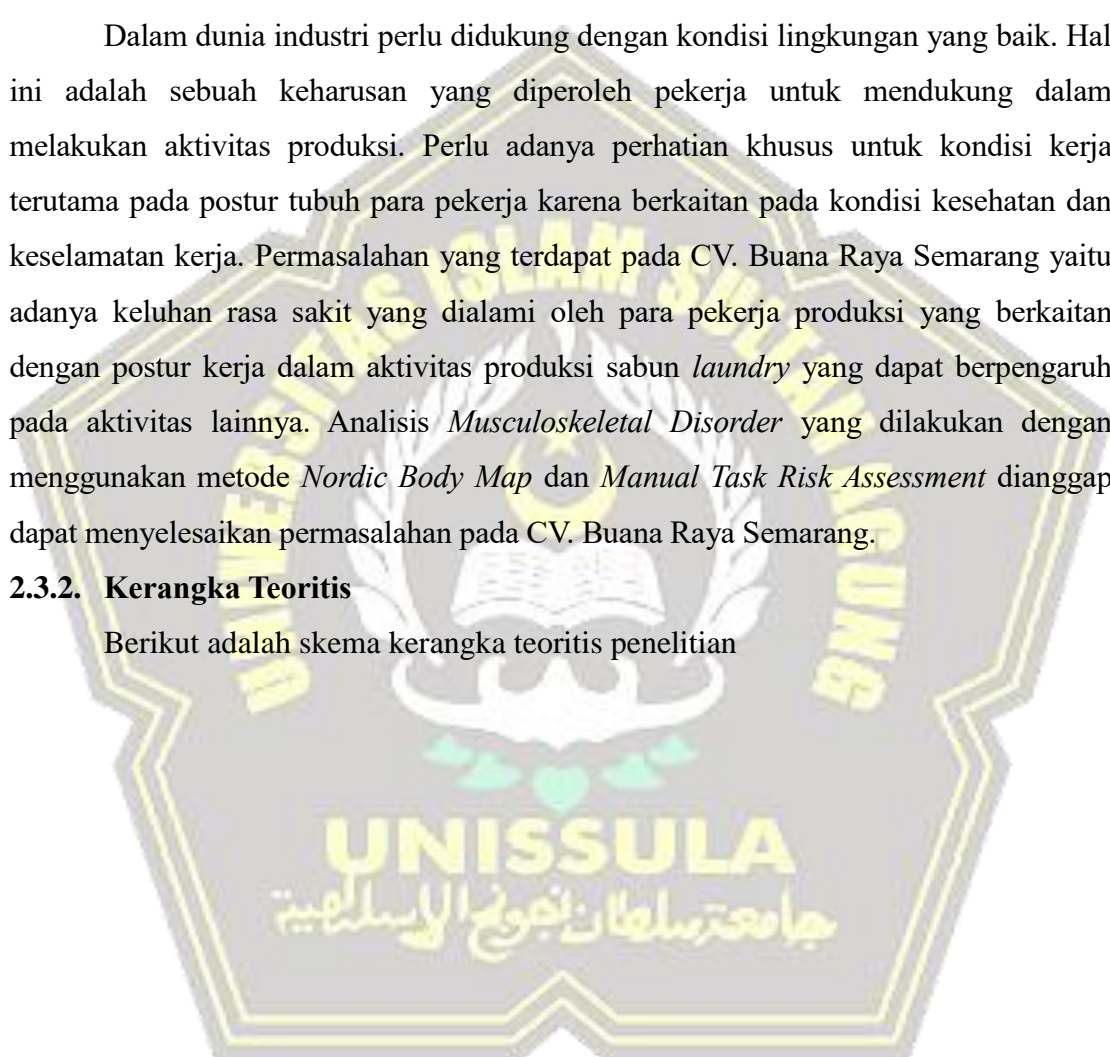 Dalam dunia industri perlu didukung dengan kondisi lingkungan yang baik. Hal
ini adalah sebuah keharusan yang diperoleh pekerja untuk mendukung dalam
melakukan aktivitas produksi. Perlu adanya perhatian khusus untuk kondisi kerja
terutama pada postur tubuh para pekerja karena berkaitan pada kondisi kesehatan dan
keselamatan kerja. Permasalahan yang terdapat pada CV. Buana Raya Semarang yaitu
adanya keluhan rasa sakit yang dialami oleh para pekerja produksi yang berkaitan
dengan postur kerja dalam aktivitas produksi sabun laundry yang dapat berpengaruh
pada aktivitas lainnya. Analisis Musculoskeletal Disorder yang dilakukan dengan
menggunakan metode Nordic Body Map dan Manual Task Risk Assessment dianggap
dapat menyelesaikan permasalahan pada CV. Buana Raya Semarang.
2.3.2. Kerangka Teoritis
Berikut adalah skema kerangka teoritis penelitian
UNIVERSITAS ISLAM SULTAN AGUNG
UNISSULA
جامعة سلطان أجونج الإسلامية